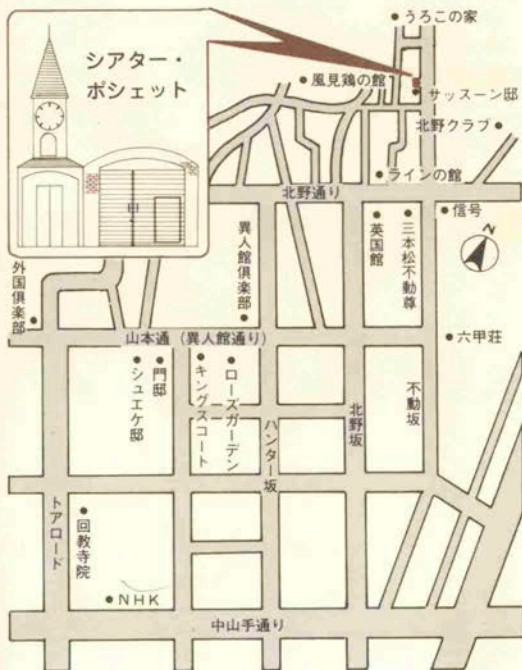 シアター・
ポシェット
うろこの家
風見鶏の館
サッスーン邸
北野クラブ
ラインの館
北野通り
信号
異人館倶楽部
英国館
三本松不動尊
N
外国倶楽部
山本通(異人館通り)
六甲荘
門邸
シュエケ邸
キングスコート
ローズガーデン
ハンター坂
北野坂
不動坂
トアロード
回教寺院
NHK
中山手通り